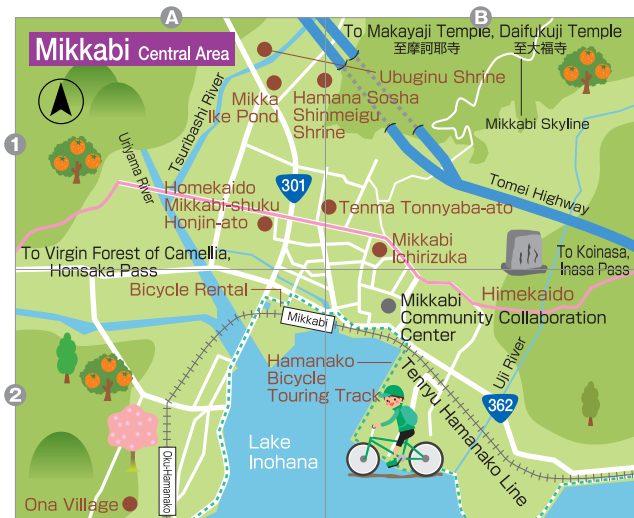 A
B
Mikkabi Central Area
To Makayaji Temple, Daifukuji Temple
至摩訶耶寺
至大福寺
Ubuginu Shrine
Mikka
Ike Pond
Hamana Sosha
Shinmeigu
Shrine
Mikkabi Skyline
Tsuribashi River
Uriyama River
1
Tomei Highway
Homekaido
Mikkabi-shuku
Honjin-ato
301
Tenma Tonnyaba-ato
Mikkabi
Ichirizuka
To Virgin Forest of Camellia,
Honsaka Pass
To Koinasa,
Inasa Pass
Bicycle Rental
Himekaido
Mikkabi
Mikkabi
Community Collaboration
Center
Hamanako
Bicycle
Touring Track
Uji River
2
362
Tenryu Hamanako Line
Lake
Inohana
Oku-Hamanako
Ona Village